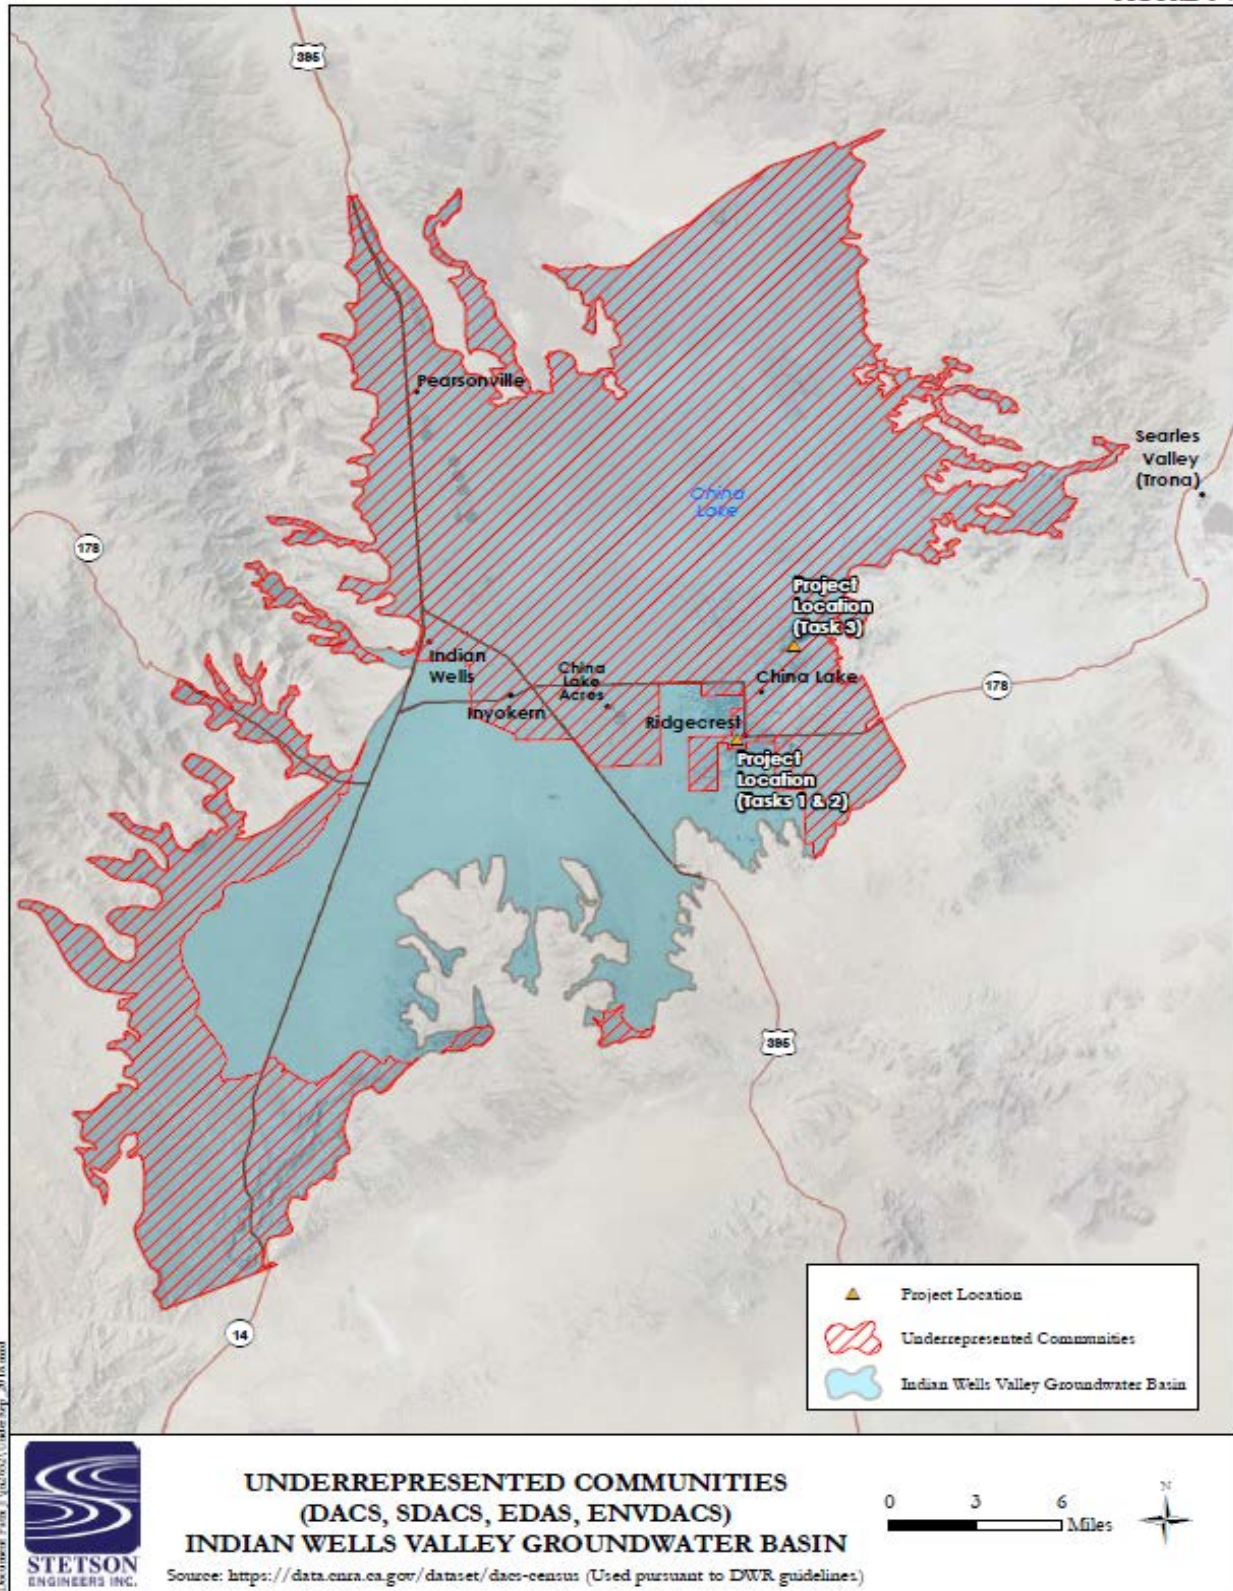 395
Pearsonville
Searles
Valley
(Trona)
China
Lake
178
Project
Location
(Task 3)
Indian
Wells
China
Lake
Acres
China Lake
178
Inyokern
Ridgecrest
Project
Location
(Tasks 1 & 2)
395
14
Project Location
Underrepresented Communities
Indian Wells Valley Groundwater Basin
STETSON
ENGINEERS INC.
UNDERREPRESENTED COMMUNITIES
(DACS, SDACS, EDAS, ENVDACS)
INDIAN WELLS VALLEY GROUNDWATER BASIN
Source: https://data.cnra.ca.gov/dataset/dacs-census (Used pursuant to DWR guidelines)
0 3 6
Miles
N